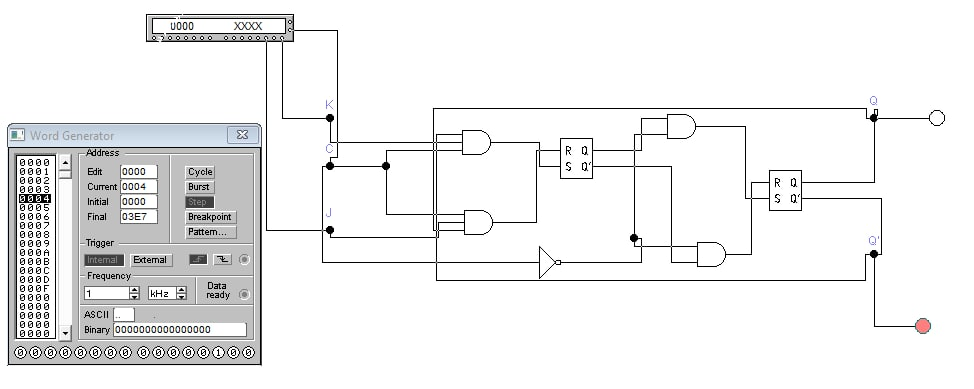 U000 XXXX
K
Q
Word Generator
C
R Q
S Q'
R Q
S Q'
J
Q'
Address
Edit 0000
Current 0004
Initial 0000
Final 03E7
Cycle
Burst
Step
Breakpoint
Pattern...
Trigger
Internal External
Frequency
1 kHz
Data
ready
ASCII ..
Binary 0000000000000000
0000
0001
0002
0003
0004
0005
0006
0007
0008
0009
000A
000B
000C
000D
000E
000F
0000
0000
0000
0000
0 0 0 0 0 0 0 0 0 0 0 0 0 1 0 0